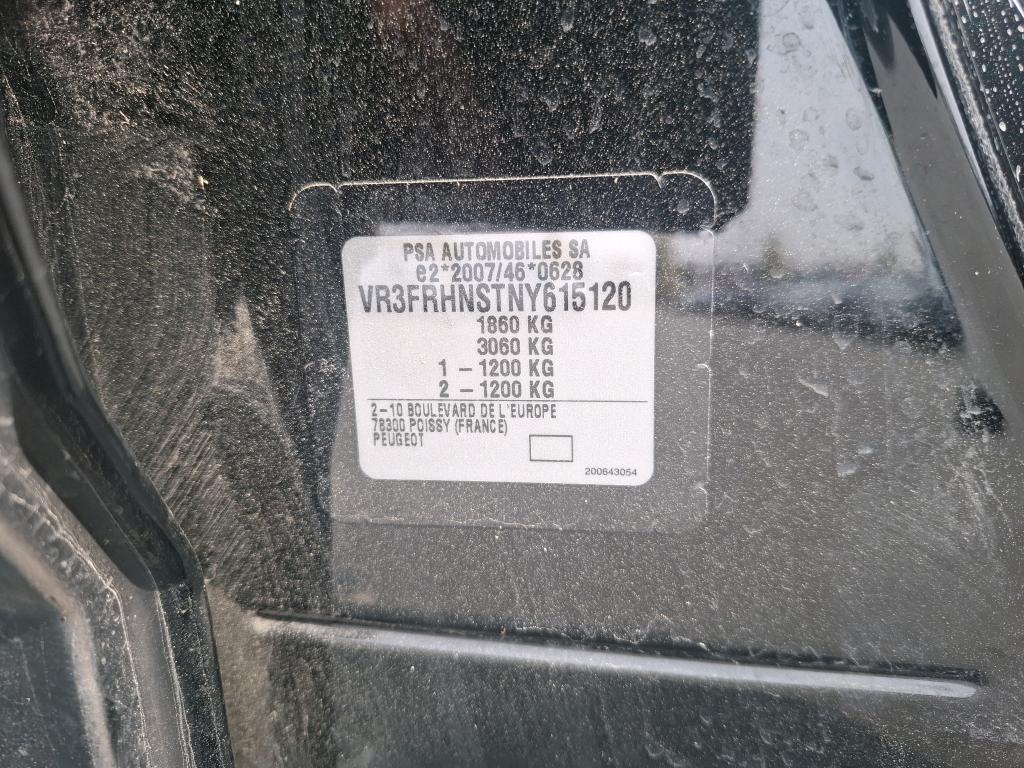 PSA AUTOMOBILES SA
e2*2007/46*0628
VR3FRHNSTNY615120
1860 KG
3060 KG
1 – 1200 KG
2 – 1200 KG
2–10 BOULEVARD DE L'EUROPE
78300 POISSY (FRANCE)
PEUGEOT
200643054